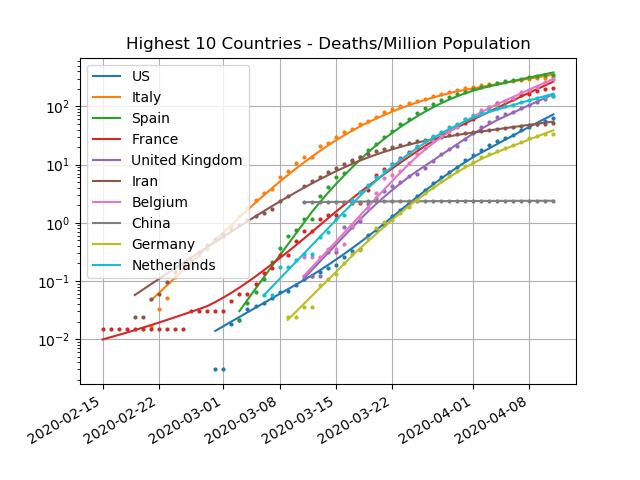 Highest 10 Countries - Deaths/Million Population
US
Italy
Spain
France
United Kingdom
Iran
Belgium
China
Germany
Netherlands
10²
10¹
10⁰
10⁻¹
10⁻²
2020-02-15
2020-02-22
2020-03-01
2020-03-08
2020-03-15
2020-03-22
2020-04-01
2020-04-08